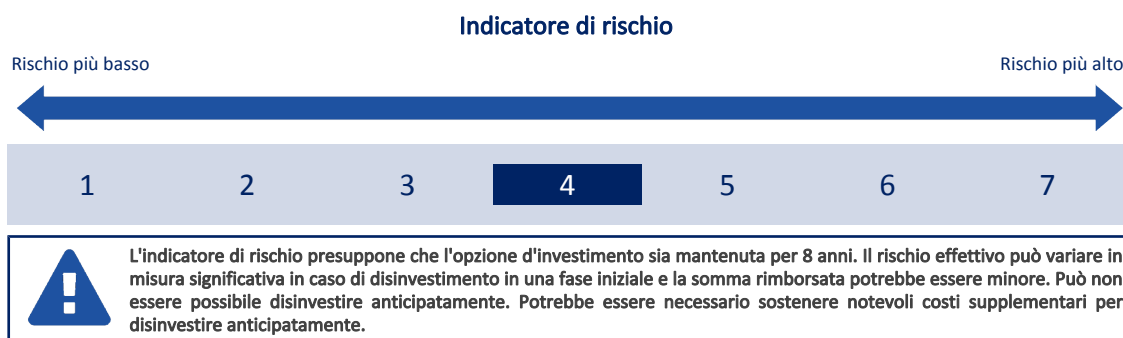 Indicatore di rischio
Rischio più basso
Rischio più alto
1 2 3 4 5 6 7
L'indicatore di rischio presuppone che l'opzione d'investimento sia mantenuta per 8 anni. Il rischio effettivo può variare in
misura significativa in caso di disinvestimento in una fase iniziale e la somma rimborsata potrebbe essere minore. Può non
essere possibile disinvestire anticipatamente. Potrebbe essere necessario sostenere notevoli costi supplementari per
disinvestire anticipatamente.